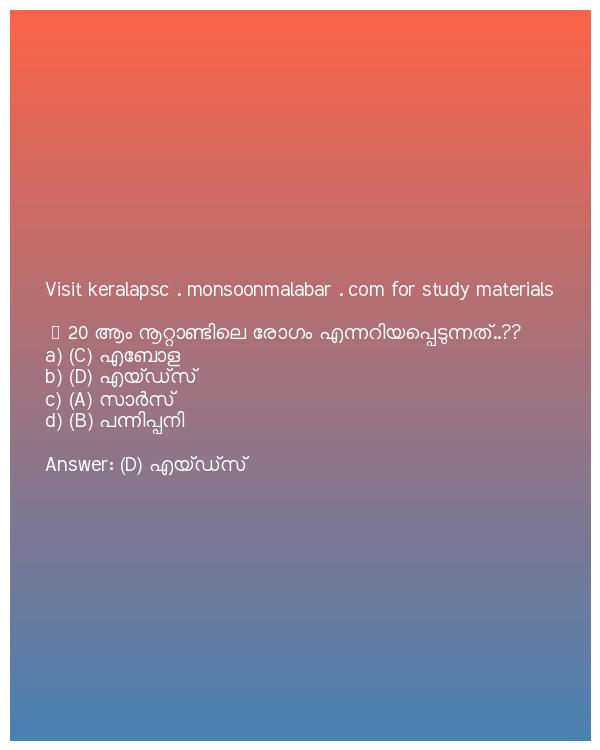 Visit keralapsc . monsoonmalabar . com for study materials
20 ആം നൂറ്റാണ്ടിലെ രോഗം എന്നറിയപ്പെടുന്നത്..??
a) (C) എബോള
b) (D) എയ്ഡ്സ്
c) (A) സാർസ്
d) (B) പന്നിപ്പനി
Answer: (D) എയ്ഡ്സ്